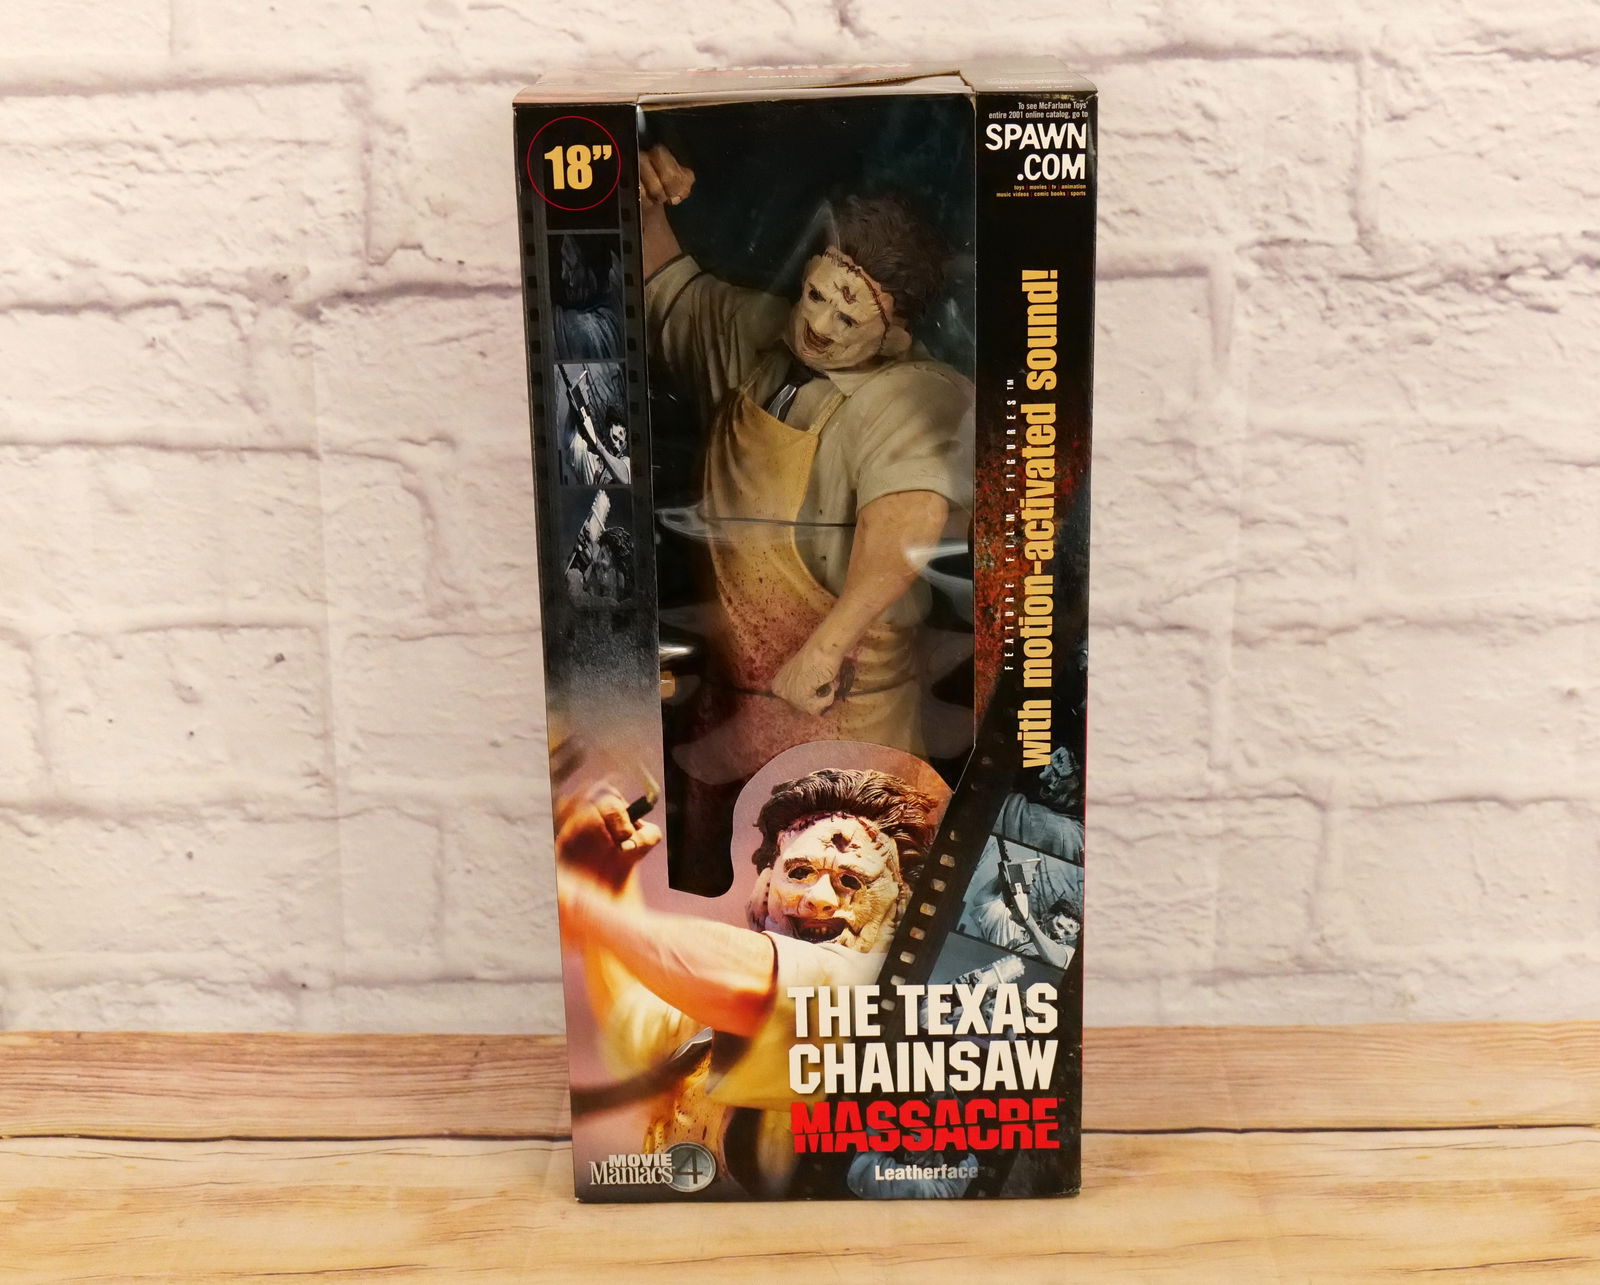 18”
To see McFarlane Toys'
entire 2001 online catalog, go to
SPAWN
.COM
toys | movies | tv | animation
music videos | comic books | sports
FEATURE FILM FIGURES™
with motion-activated sound!
THE TEXAS
CHAINSAW
MASSACRE
Leatherface
MOVIE
Maniacs 4